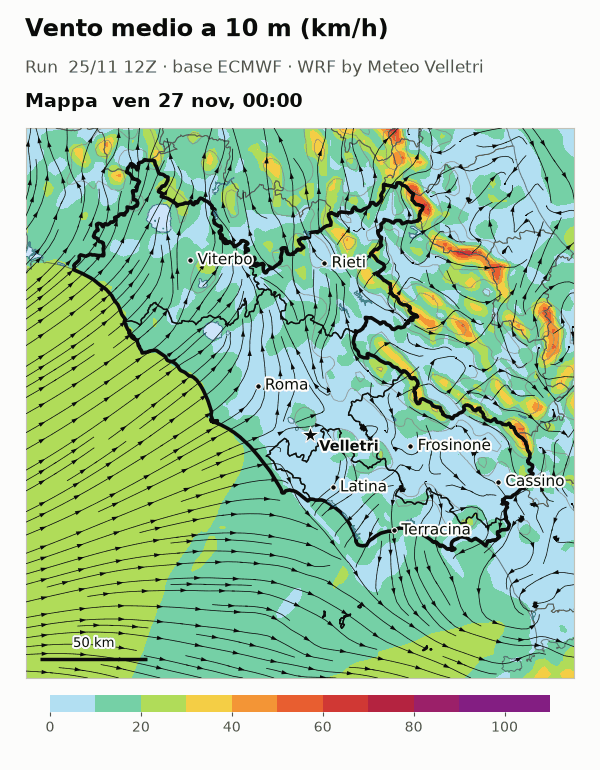 Vento medio a 10 m (km/h)
Run  25/11 12Z · base ECMWF · WRF by Meteo Velletri
Mappa  ven 27 nov, 00:00
Viterbo
Rieti
Roma
Velletri
Frosinone
Latina
Cassino
Terracina
50 km
0 20 40 60 80 100